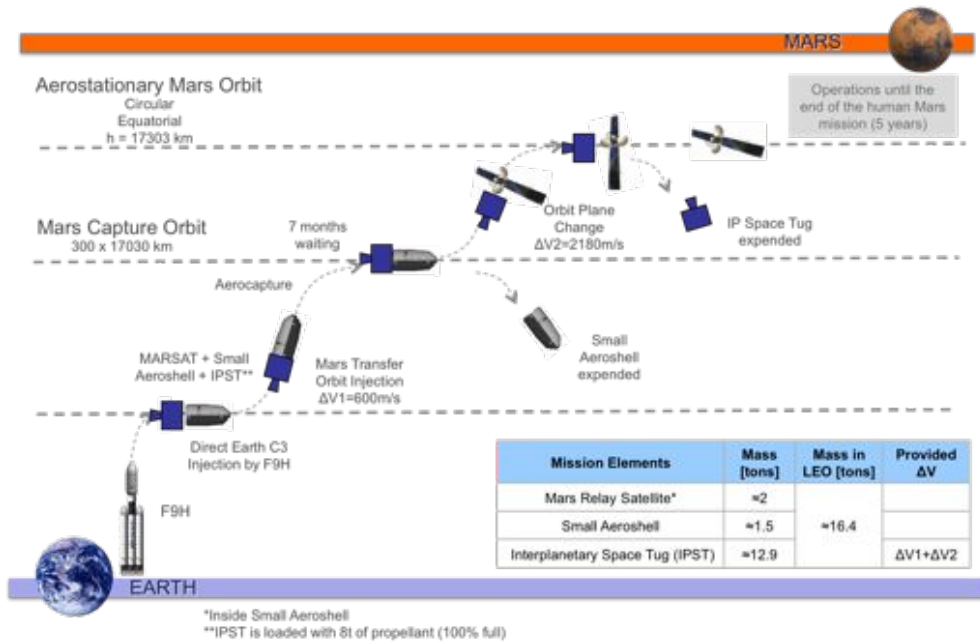 MARS
Aerostationary Mars Orbit
Circular
Equatorial
h = 17303 km
Operations until the
end of the human Mars
mission (5 years)
Mars Capture Orbit
300 x 17030 km
7 months
waiting
Orbit Plane
Change
ΔV2=2180m/s
IP Space Tug
expended
Aerocapture
MARSAT + Small
Aeroshell + IPST**
Mars Transfer
Orbit Injection
ΔV1=600m/s
Small
Aeroshell
expended
Direct Earth C3
Injection by F9H
F9H
Mission Elements Mass [tons] Mass in LEO [tons] Provided ΔV
Mars Relay Satellite* ≈2
Small Aeroshell ≈1.5 ≈16.4
Interplanetary Space Tug (IPST) ≈12.9 ΔV1+ΔV2
EARTH
*Inside Small Aeroshell
**IPST is loaded with 8t of propellant (100% full)